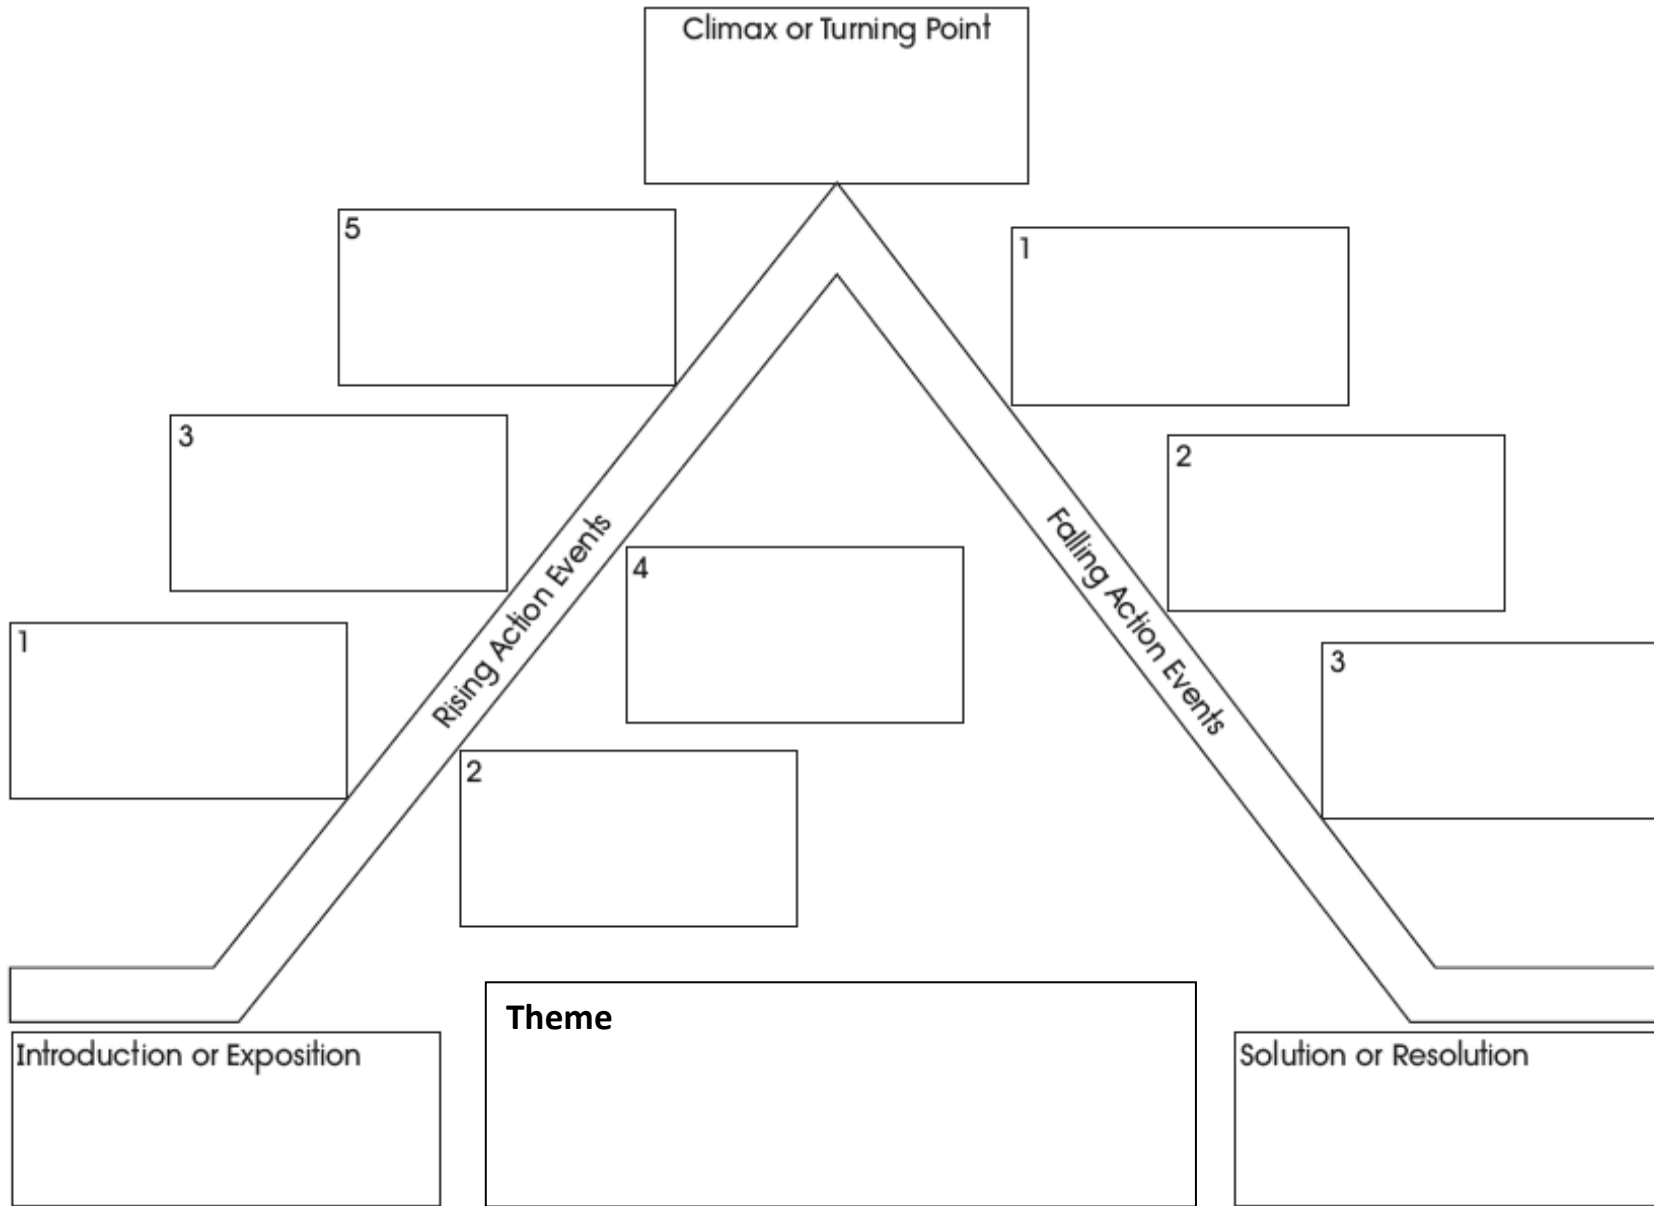 Climax or Turning Point
5
1
3
2
Rising Action Events
4
Falling Action Events
1
3
2
Theme
Introduction or Exposition
Solution or Resolution